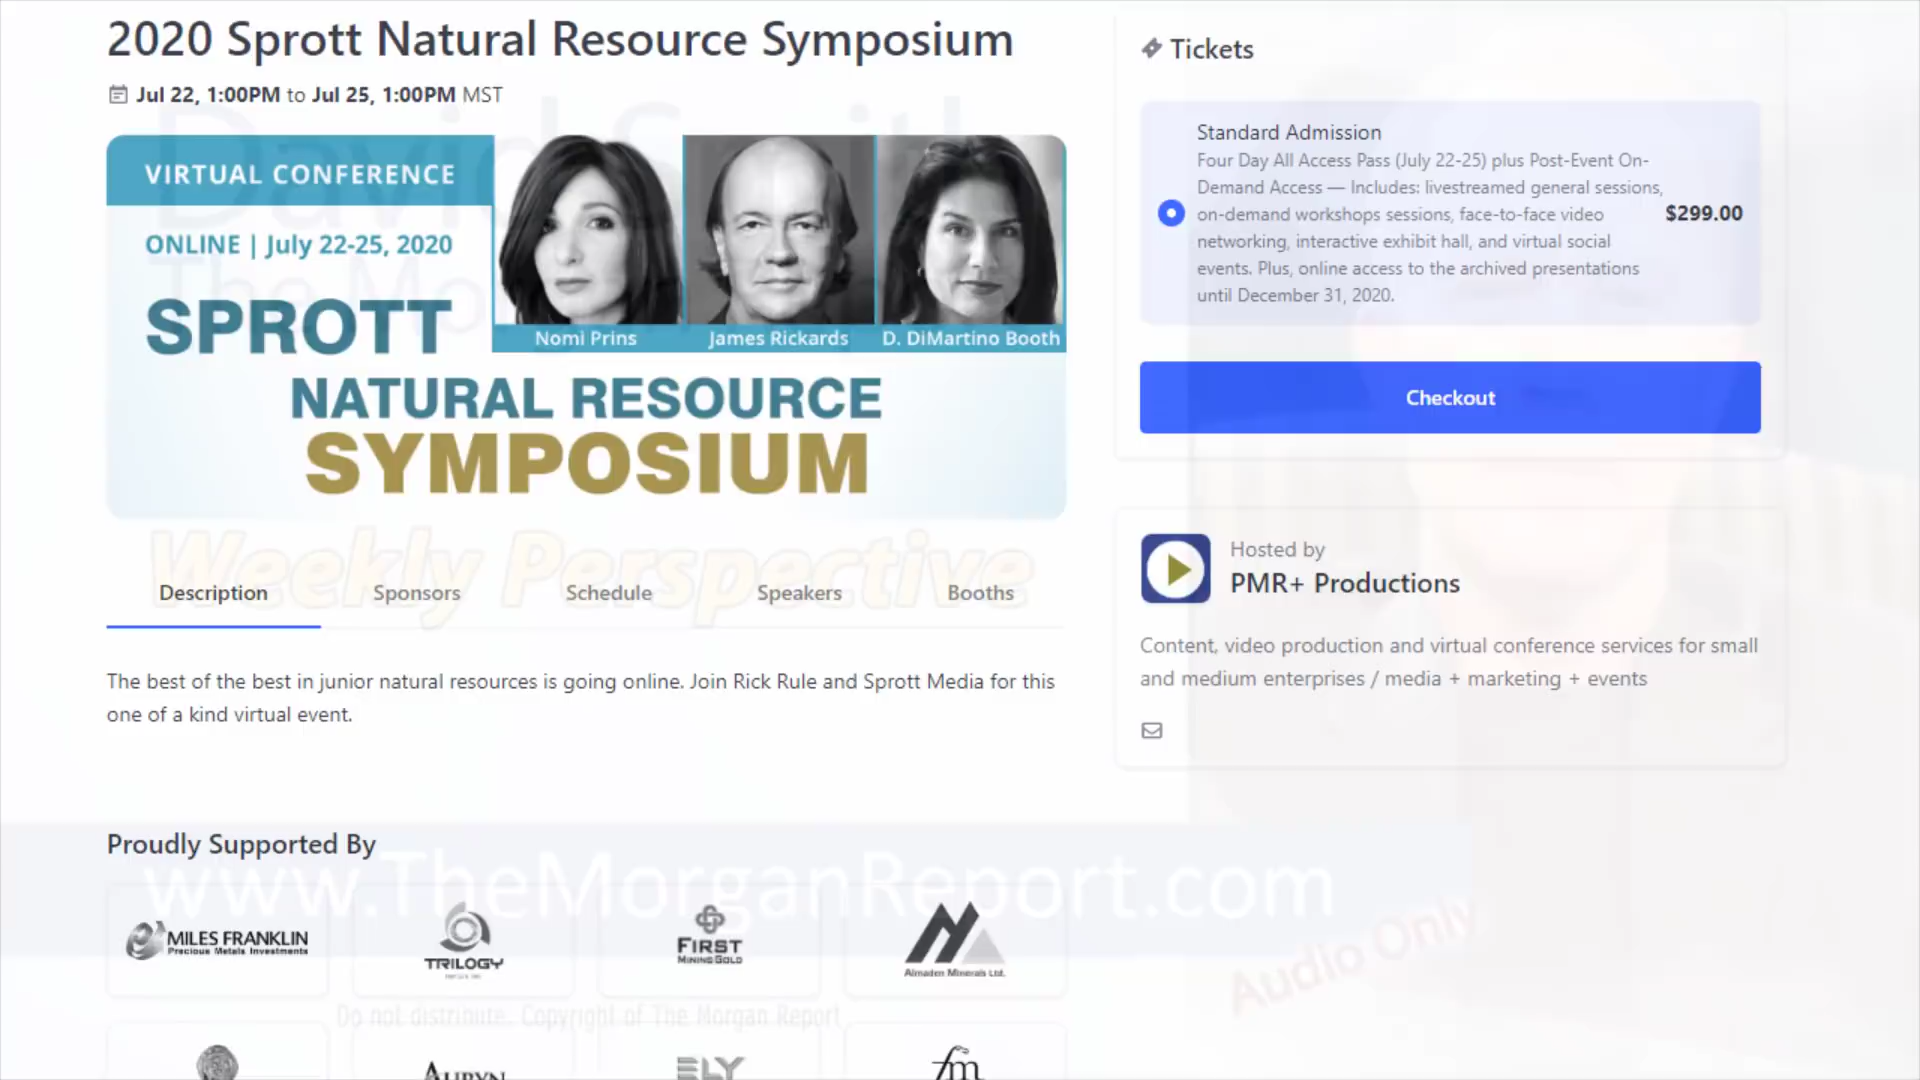 2020 Sprott Natural Resource Symposium
Jul 22, 1:00PM to Jul 25, 1:00PM MST
VIRTUAL CONFERENCE
ONLINE | July 22-25, 2020
SPROTT
NATURAL RESOURCE
SYMPOSIUM
Nomi Prins
James Rickards
D. DiMartino Booth
Weekly Perspective
Description
Sponsors
Schedule
Speakers
Booths
The best of the best in junior natural resources is going online. Join Rick Rule and Sprott Media for this
one of a kind virtual event.
Tickets
Standard Admission
Four Day All Access Pass (July 22-25) plus Post-Event On-
Demand Access — Includes: livestreamed general sessions,
on-demand workshops sessions, face-to-face video
networking, interactive exhibit hall, and virtual social
events. Plus, online access to the archived presentations
until December 31, 2020.
$299.00
Checkout
Hosted by
PMR+ Productions
Content, video production and virtual conference services for small
and medium enterprises / media + marketing + events
Proudly Supported By
www.TheMorganReport.com
MILES FRANKLIN
Precious Metals Investments
TRILOGY
FIRST
MINING GOLD
Almaden Minerals Ltd.
Audio Only
Do not distribute. Copyright of The Morgan Report
AURYN
ELY
fm